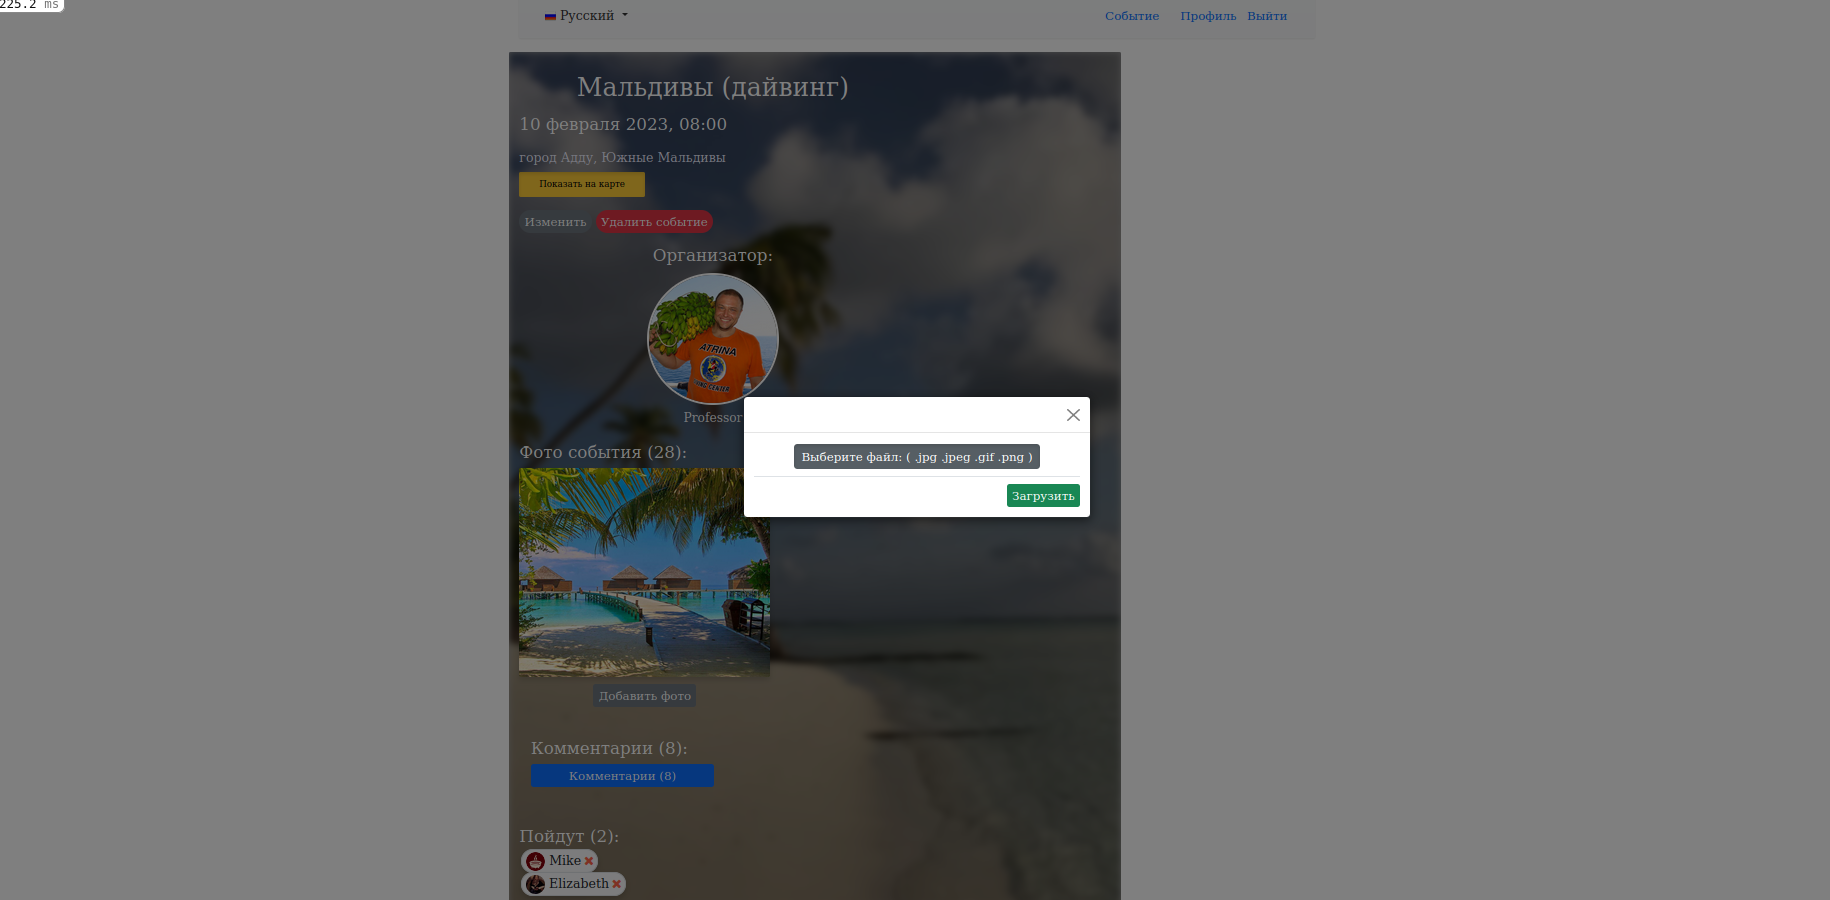 225.2 ms
Русский
Событие Профиль Выйти
Мальдивы (дайвинг)
10 февраля 2023, 08:00
город Адду, Южные Мальдивы
Показать на карте
Изменить Удалить событие
Организатор:
ATRINA
DIVING CENTER
Professor
Фото события (28):
Выберите файл: ( .jpg .jpeg .gif .png )
Загрузить
Добавить фото
Комментарии (8):
Комментарии (8)
Пойдут (2):
Mike
Elizabeth